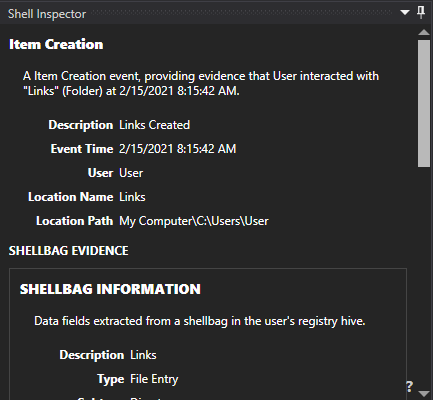 Shell Inspector
Item Creation
A Item Creation event, providing evidence that User interacted with
"Links" (Folder) at 2/15/2021 8:15:42 AM.
Description Links Created
Event Time 2/15/2021 8:15:42 AM
User User
Location Name Links
Location Path My Computer\C:\Users\User
SHELLBAG EVIDENCE
SHELLBAG INFORMATION
Data fields extracted from a shellbag in the user's registry hive.
Description Links
Type File Entry
?